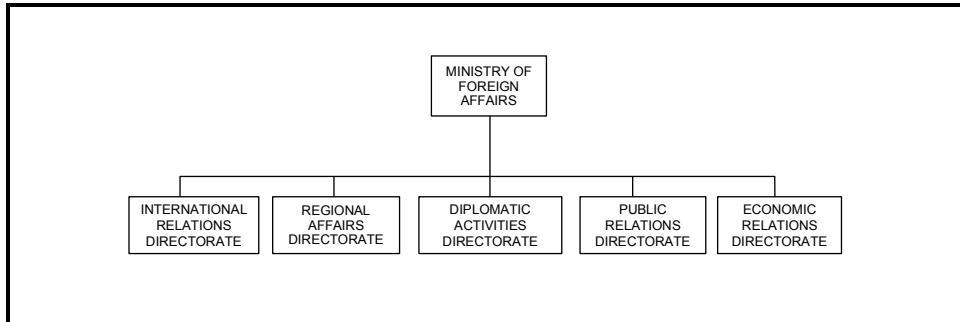 MINISTRY OF
FOREIGN
AFFAIRS
INTERNATIONAL
RELATIONS
DIRECTORATE
REGIONAL
AFFAIRS
DIRECTORATE
DIPLOMATIC
ACTIVITIES
DIRECTORATE
PUBLIC
RELATIONS
DIRECTORATE
ECONOMIC
RELATIONS
DIRECTORATE